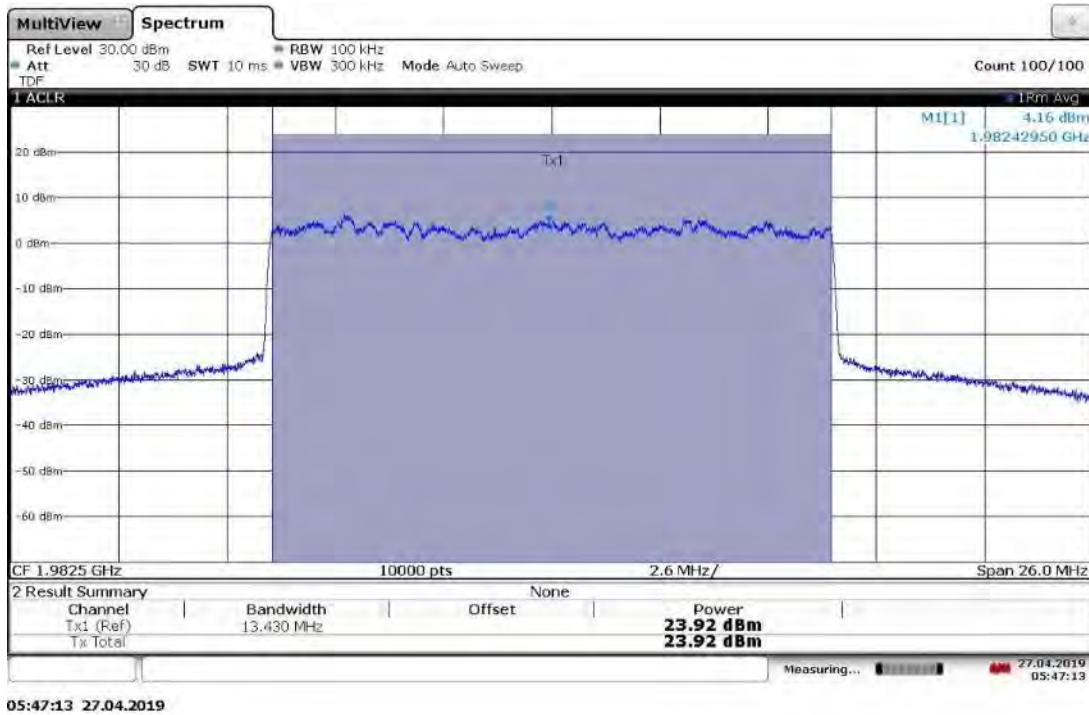 MultiView Spectrum
Ref Level 30.00 dBm RBW 100 kHz
Att 30 dB SWT 10 ms VBW 300 kHz Mode Auto Sweep Count 100/100
TDF
1 ACLR 1Rm Avg
M1[1] 4.16 dBm
1.98242950 GHz
20 dBm
Tx1
10 dBm
0 dBm
-10 dBm
-20 dBm
-30 dBm
-40 dBm
-50 dBm
-60 dBm
CF 1.9825 GHz 10000 pts 2.6 MHz/ Span 26.0 MHz
2 Result Summary None
Channel Bandwidth Offset Power
Tx1 (Ref) 13.430 MHz 23.92 dBm
Tx Total 23.92 dBm
Measuring... 27.04.2019
05:47:13
05:47:13 27.04.2019